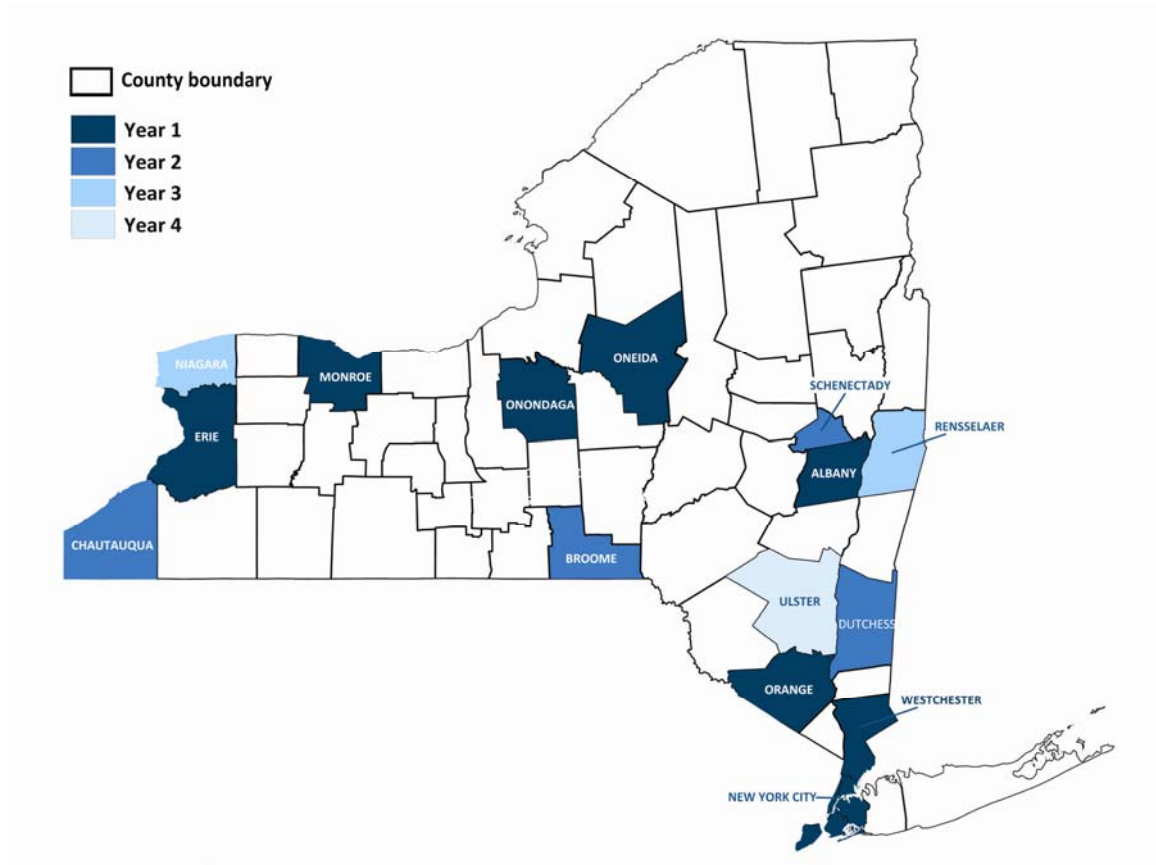 County boundary
Year 1
Year 2
Year 3
Year 4
NIAGARA
MONROE
ONEIDA
ONONDAGA
SCHENECTADY
RENSSELAER
ERIE
ALBANY
CHAUTAUQUA
BROOME
ULSTER
DUTCHESS
ORANGE
WESTCHESTER
NEW YORK CITY